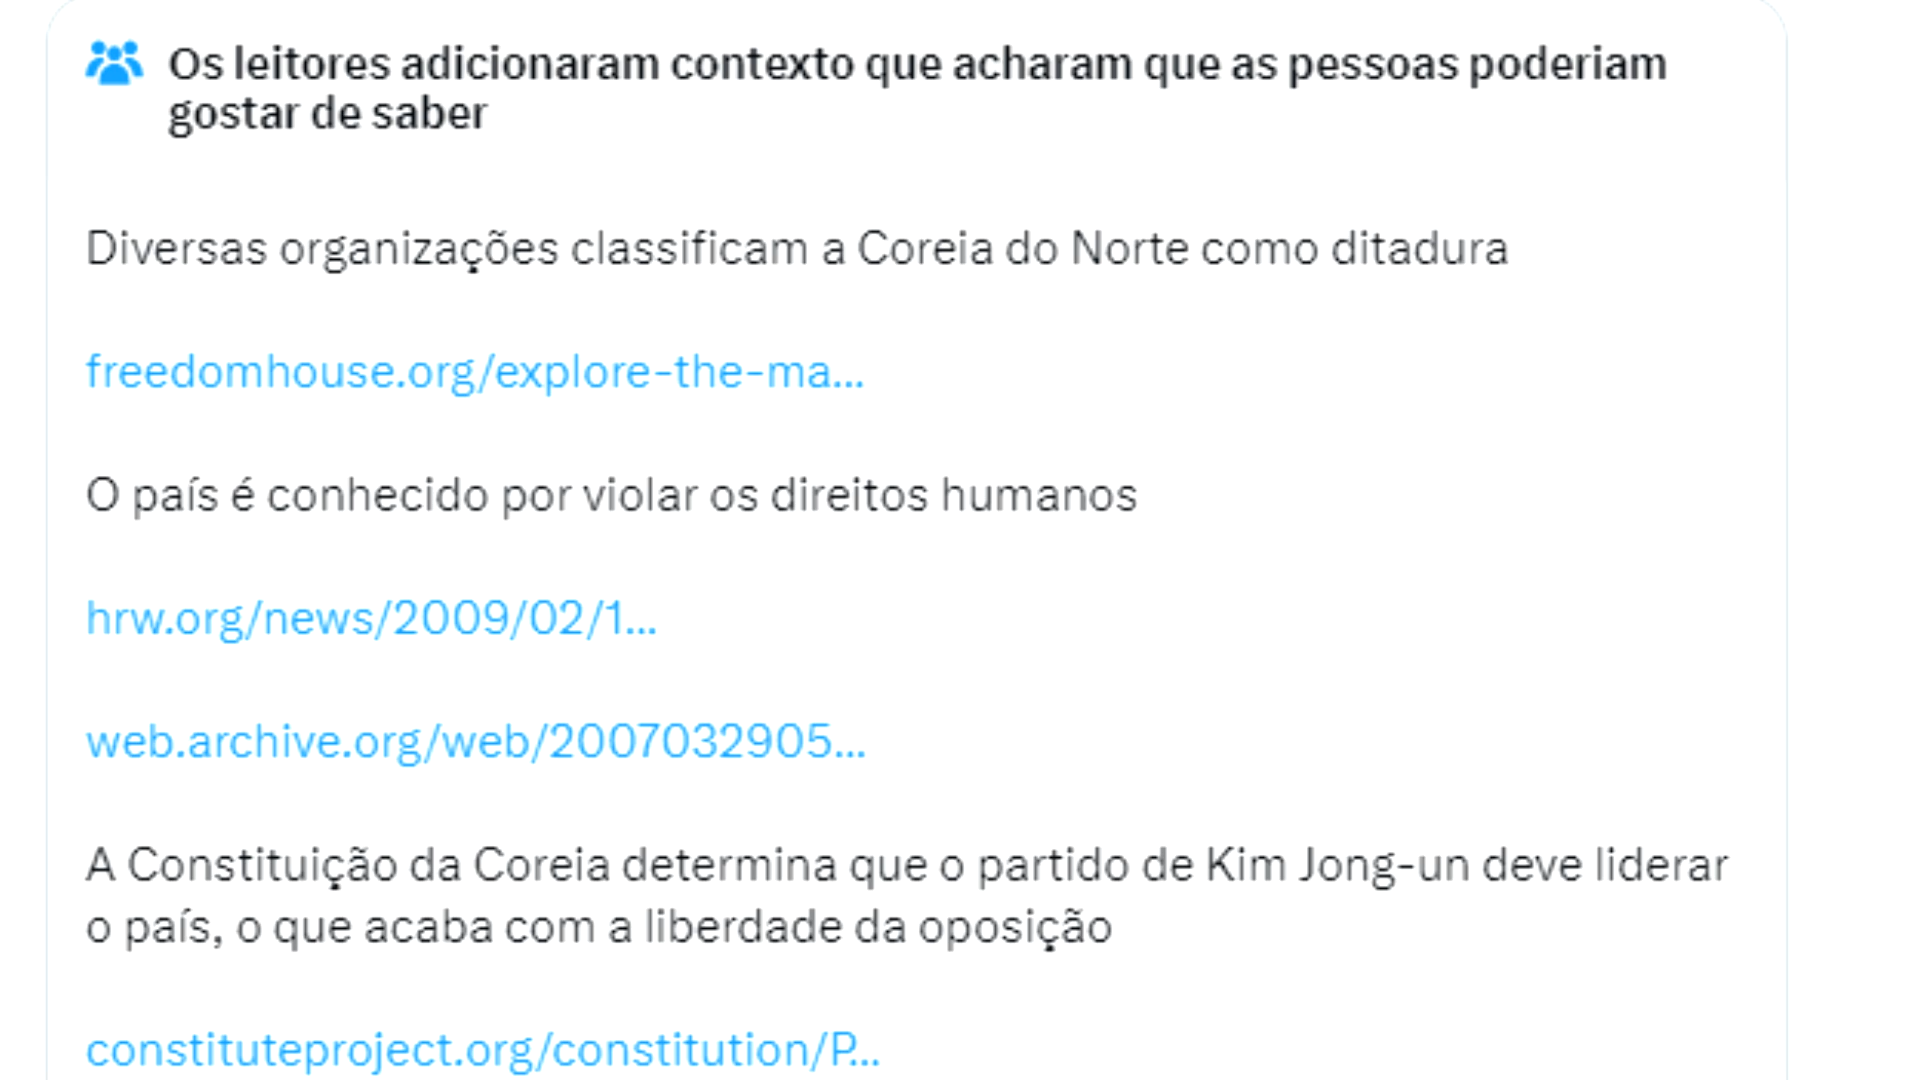 Os leitores adicionaram contexto que acharam que as pessoas poderiam
gostar de saber
Diversas organizações classificam a Coreia do Norte como ditadura
freedomhouse.org/explore-the-ma...
O país é conhecido por violar os direitos humanos
hrw.org/news/2009/02/1...
web.archive.org/web/2007032905...
A Constituição da Coreia determina que o partido de Kim Jong-un deve liderar
o país, o que acaba com a liberdade da oposição
constituteproject.org/constitution/P...